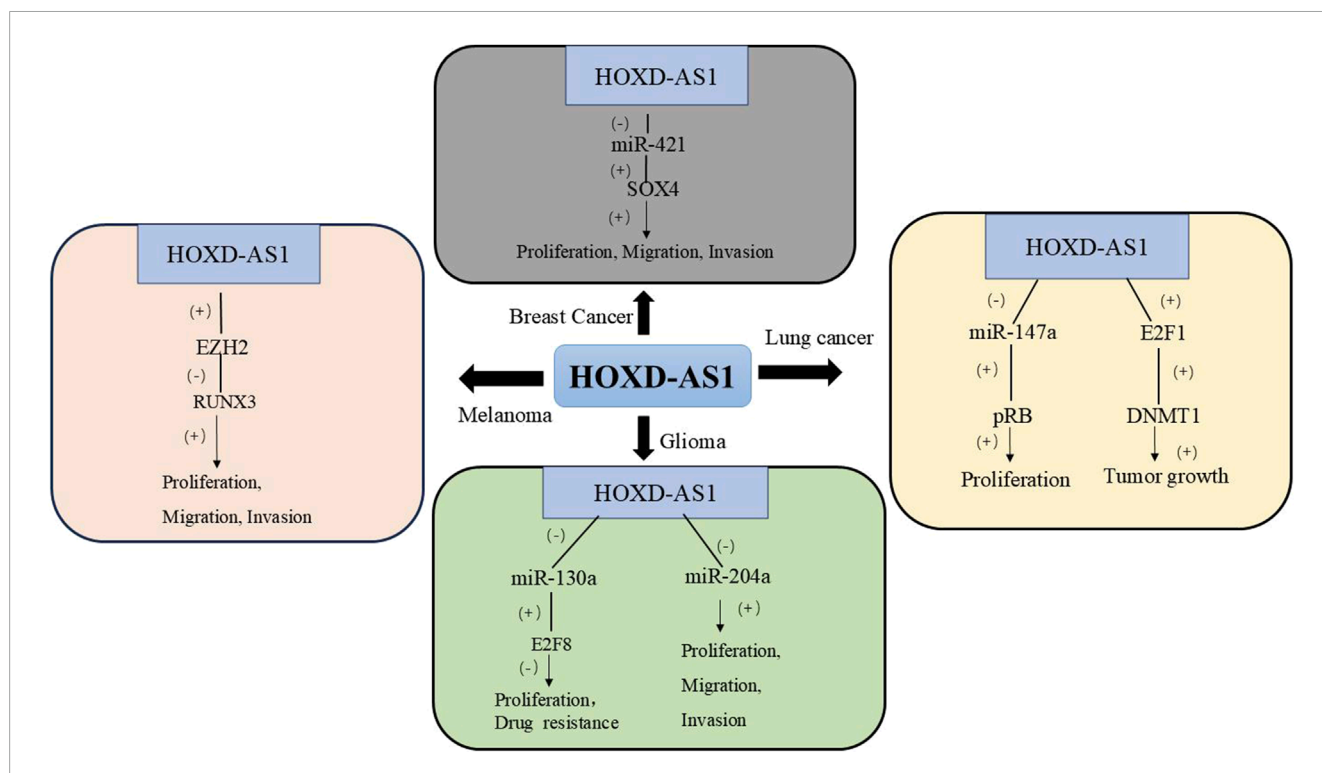 HOXD-AS1
(-)
miR-421
(+)
SOX4
(+)
Proliferation, Migration, Invasion
HOXD-AS1
(+)
EZH2
(-)
RUNX3
(+)
Proliferation,
Migration, Invasion
Breast Cancer
Lung cancer
HOXD-AS1
Melanoma
Glioma
HOXD-AS1
(-)
(+)
miR-147a
E2F1
(+)
(+)
pRB
DNMT1
(+)
(+)
Proliferation
Tumor growth
HOXD-AS1
(-)
(-)
miR-130a
miR-204a
(+)
(+)
E2F8
(-)
Proliferation,
Drug resistance
Proliferation,
Migration,
Invasion